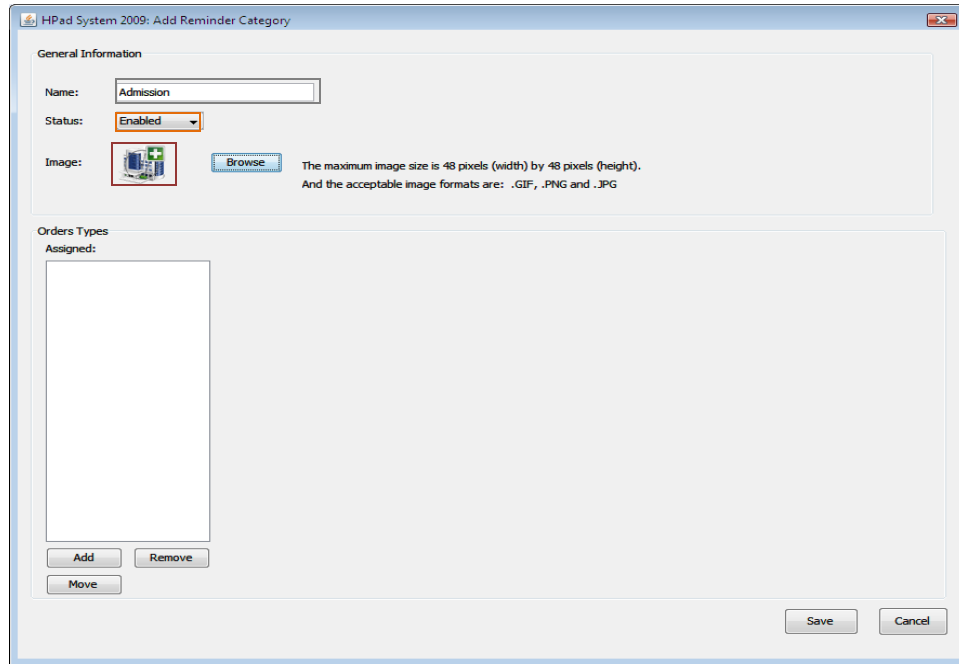 HPad System 2009: Add Reminder Category
General Information
Name: Admission
Status: Enabled
Image: Browse The maximum image size is 48 pixels (width) by 48 pixels (height).
And the acceptable image formats are: .GIF, .PNG and .JPG
Orders Types
Assigned:
Add Remove
Move
Save Cancel